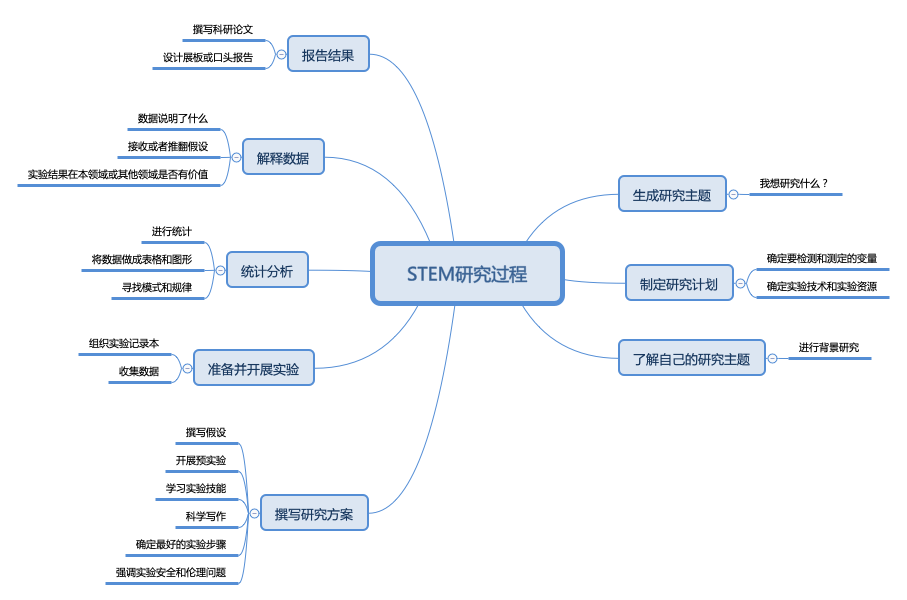 STEM研究过程
生成研究主题
我想研究什么？
制定研究计划
确定要检测和测定的变量
确定实验技术和实验资源
了解自己的研究主题
进行背景研究
撰写研究方案
撰写假设
开展预实验
学习实验技能
科学写作
确定最好的实验步骤
强调实验安全和伦理问题
准备并开展实验
组织实验记录本
收集数据
统计分析
进行统计
将数据做成表格和图形
寻找模式和规律
解释数据
数据说明了什么
接收或者推翻假设
实验结果在本领域或其他领域是否有价值
报告结果
撰写科研论文
设计展板或口头报告